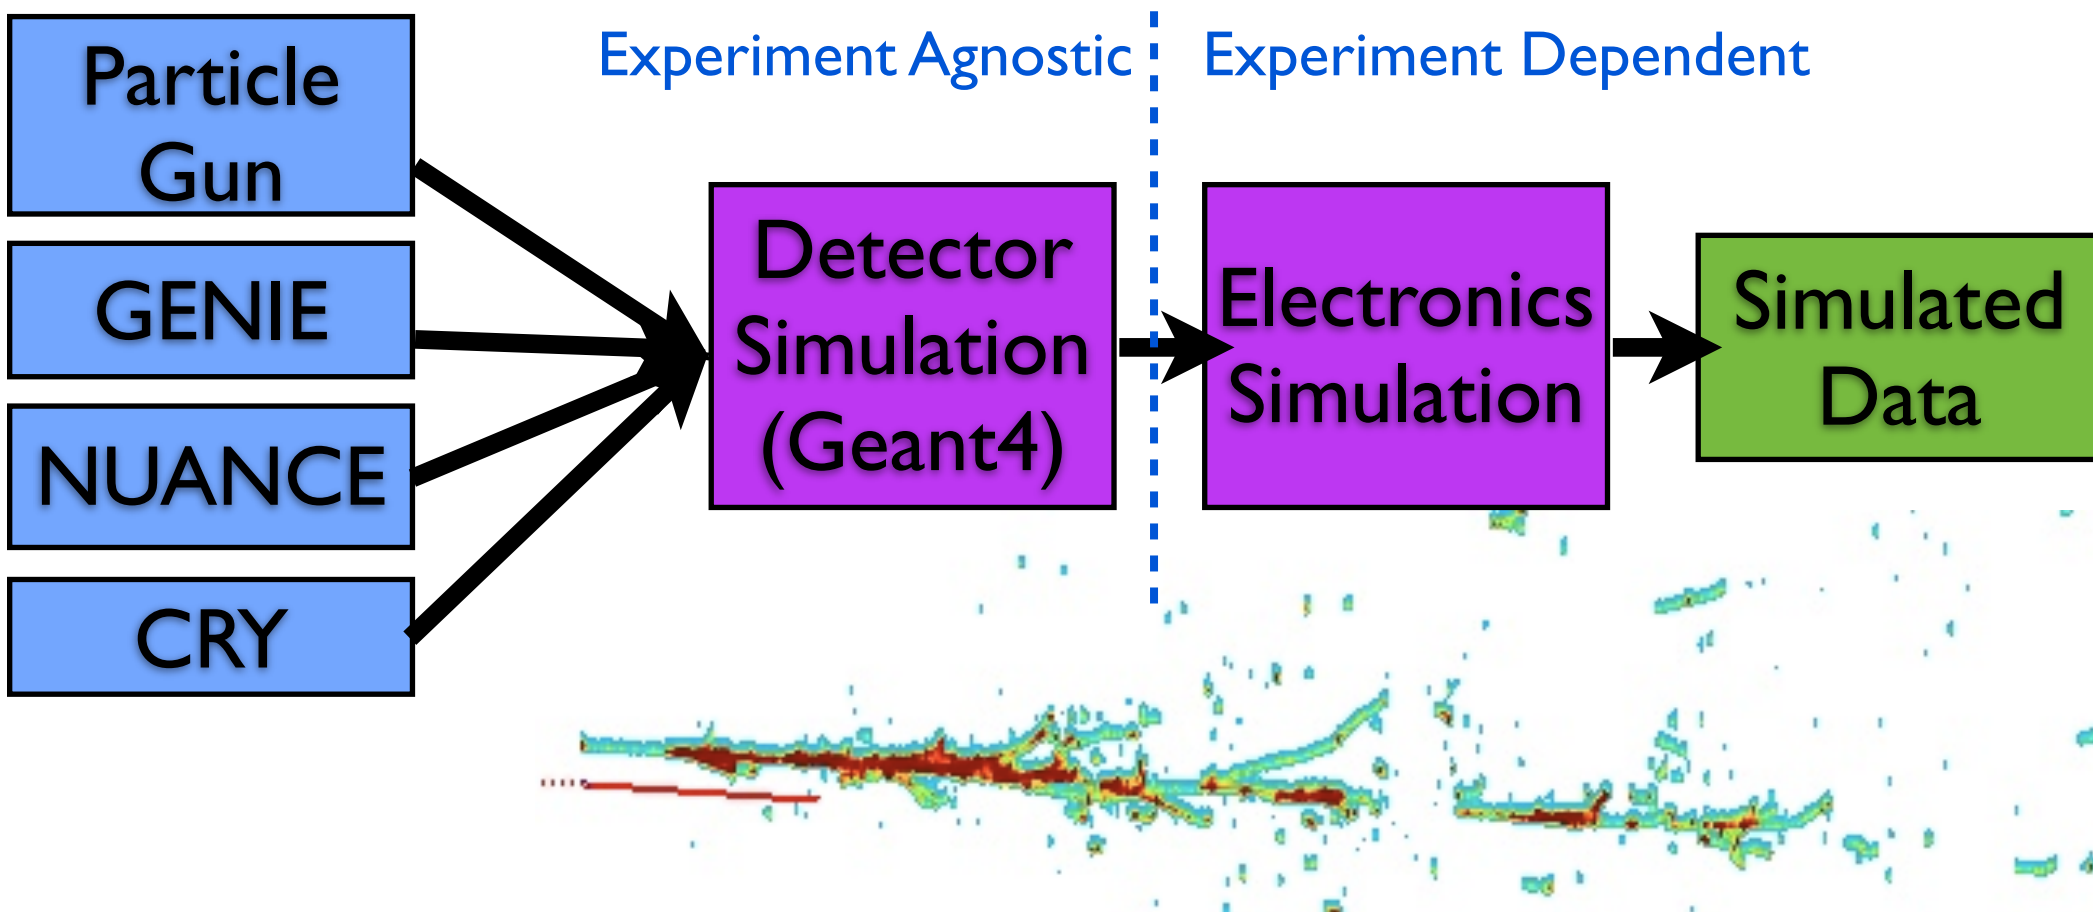 Particle
Gun
GENIE
NUANCE
CRY
Experiment Agnostic
Experiment Dependent
Detector
Simulation
(Geant4)
Electronics
Simulation
Simulated
Data